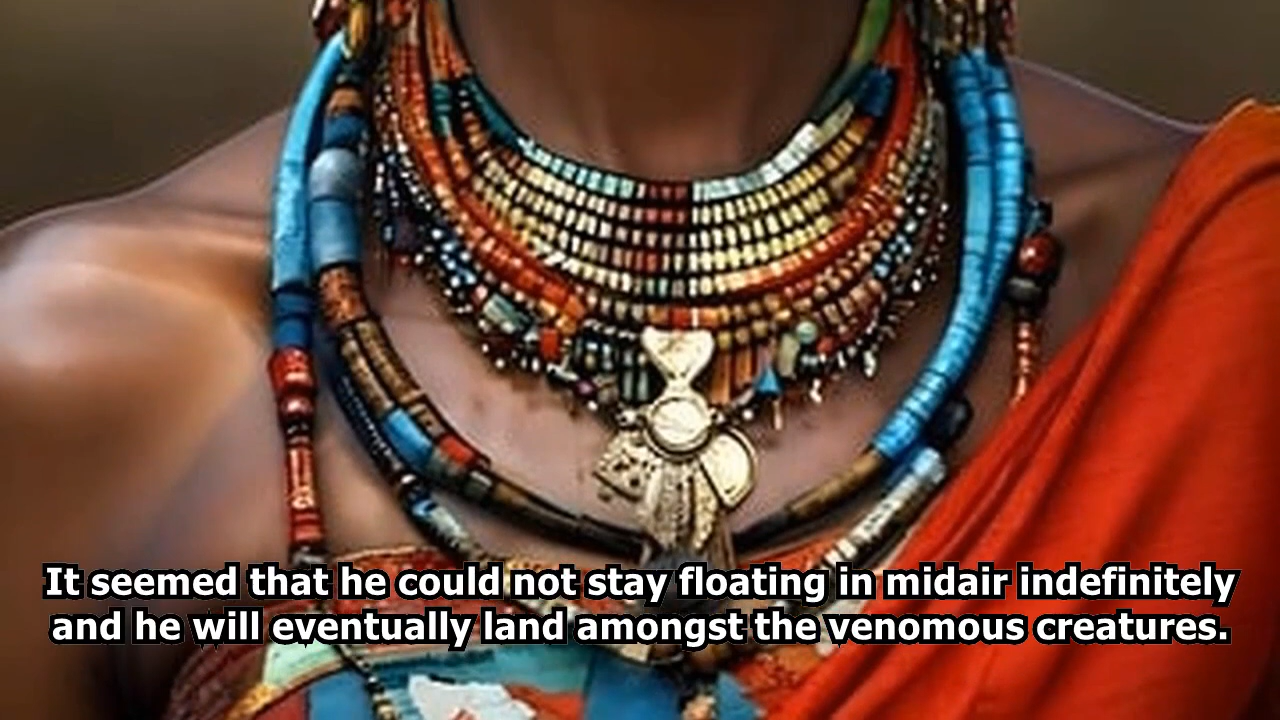 It seemed that he could not stay floating in midair indefinitely
and he will eventually land amongst the venomous creatures.